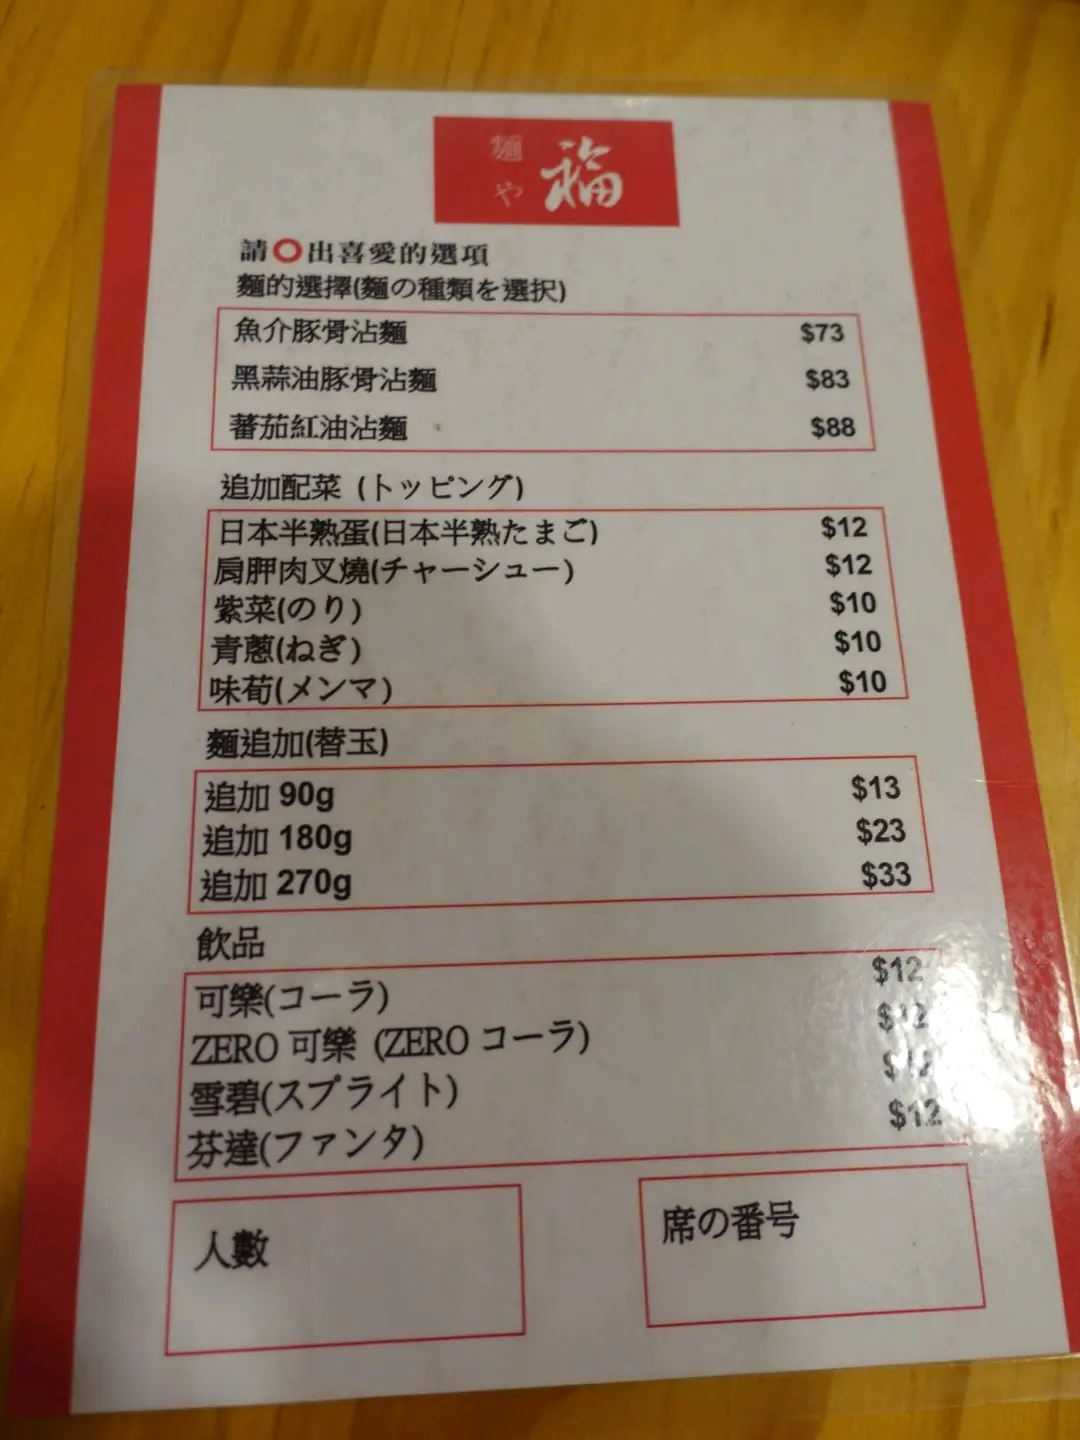 麵や 福
請⭕出喜愛的選項
麵的選擇(麵の種類を選択)
魚介豚骨沾麵 $73
黑蒜油豚骨沾麵 $83
蕃茄紅油沾麵 $88
追加配菜 (トッピング)
日本半熟蛋(日本半熟たまご) $12
肩胛肉叉燒(チャーシュー) $12
紫菜(のり) $10
青蔥(ねぎ) $10
味荀(メンマ) $10
麵追加(替玉)
追加 90g $13
追加 180g $23
追加 270g $33
飲品
可樂(コーラ) $12
ZERO 可樂 (ZERO コーラ) $12
雪碧(スプライト) $12
芬達(ファンタ) $12
人數
席の番号